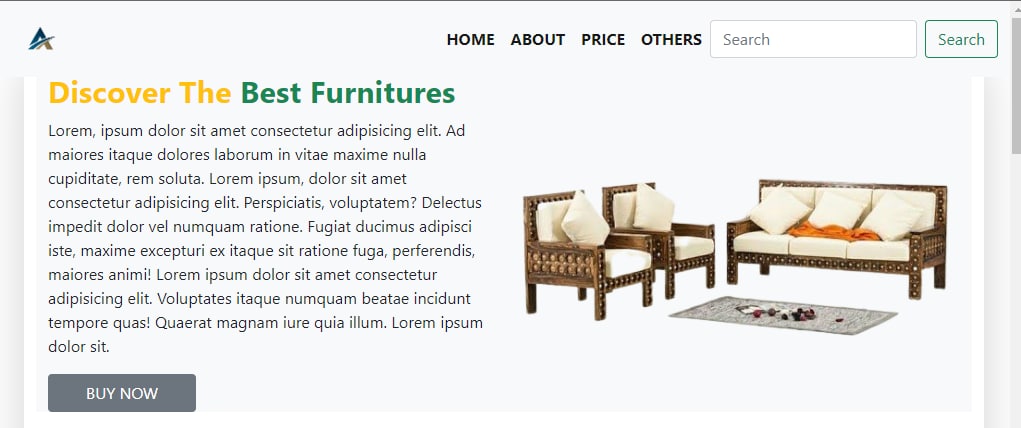 HOME ABOUT PRICE OTHERS Search Search
Discover The Best Furnitures
Lorem, ipsum dolor sit amet consectetur adipisicing elit. Ad
maiores itaque dolores laborum in vitae maxime nulla
cupiditate, rem soluta. Lorem ipsum, dolor sit amet
consectetur adipisicing elit. Perspiciatis, voluptatem? Delectus
impedit dolor vel numquam ratione. Fugiat ducimus adipisci
iste, maxime excepturi ex itaque sit ratione fuga, perferendis,
maiores animi! Lorem ipsum dolor sit amet consectetur
adipisicing elit. Voluptates itaque numquam beatae incidunt
tempore quas! Quaerat magnam iure quia illum. Lorem ipsum
dolor sit.
BUY NOW